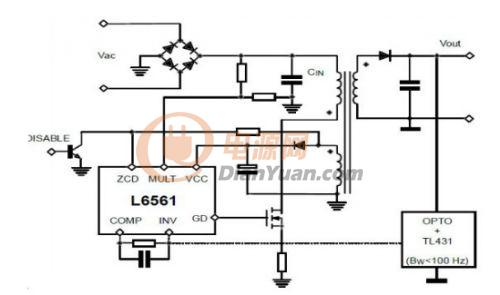 Vac
CIN
Vout
DISABLE
电源网
DianYuan.com
ZCD MULT VCC
L6561
COMP INV
GD
OPTO
+
TL431
(Bw<100 Hz)